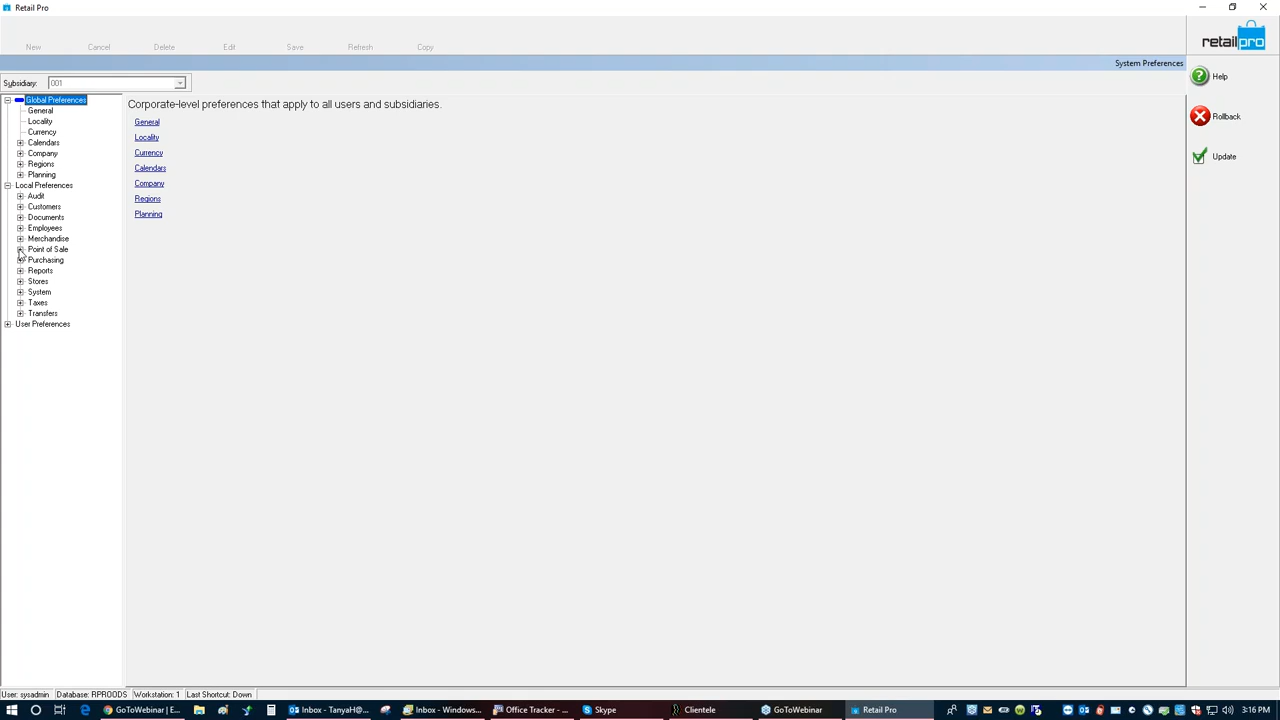 Retail Pro
New Cancel Delete Edit Save Refresh Copy
retailpro
System Preferences
Subsidiary: 001
Help
Rollback
Update
Global Preferences
General
Locality
Currency
Calendars
Company
Regions
Planning
Local Preferences
Audit
Customers
Documents
Employees
Merchandise
Point of Sale
Purchasing
Reports
Stores
System
Taxes
Transfers
User Preferences
Corporate-level preferences that apply to all users and subsidiaries.
General
Locality
Currency
Calendars
Company
Regions
Planning
User: sysadmin Database: RPROODS Workstation: 1 Last Shortcut: Down
GoToWebinar | E... Inbox - TanyaH@... Inbox - Windows... Office Tracker - ... Skype Clientele GoToWebinar Retail Pro 3:16 PM